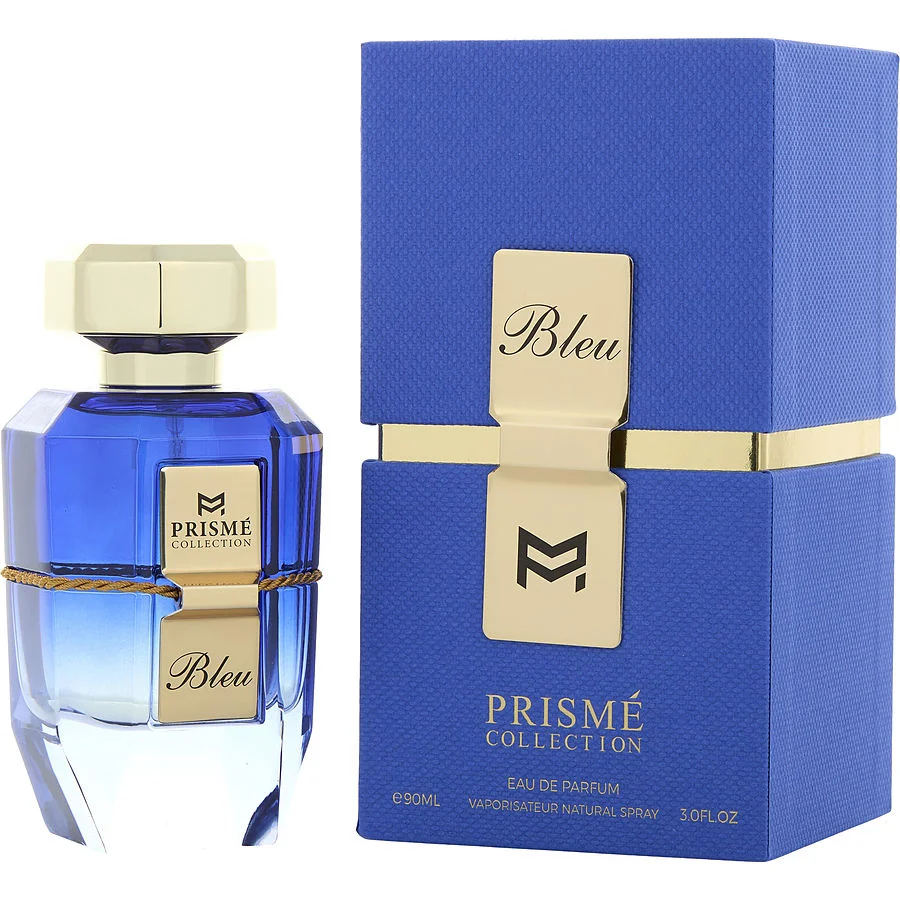 PRISMÉ
COLLECTION
Bleu
Bleu
PRISMÉ
COLLECTION
EAU DE PARFUM
℮90ML
VAPORISATEUR NATURAL SPRAY
3.0FL.OZ